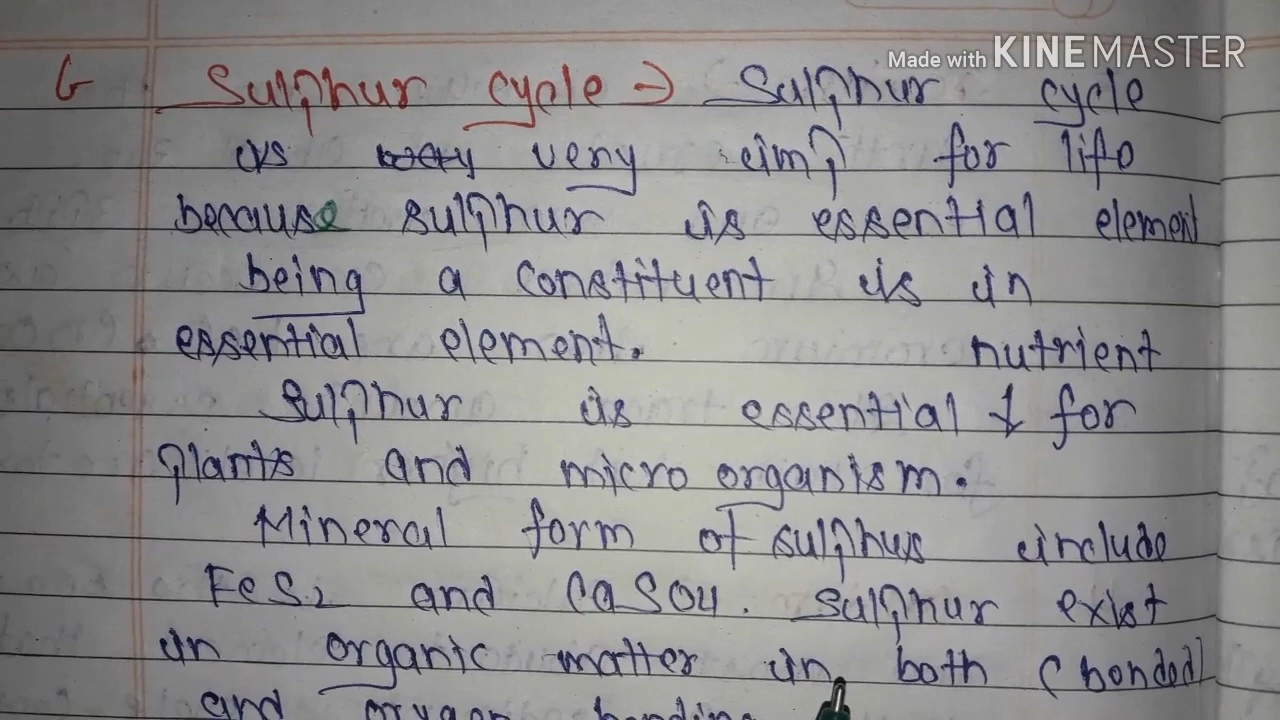 Made with KINEMASTER
G Sulphur cycle → Sulphur cycle
is very imp for life
because sulphur is essential element
being a constituent is in
essential element. nutrient
Sulphur is essential for
plants and micro organism.
Mineral form of sulphur include
FeS2 and CaSO4. Sulphur exist
in organic matter in both (bonded)
and bonding